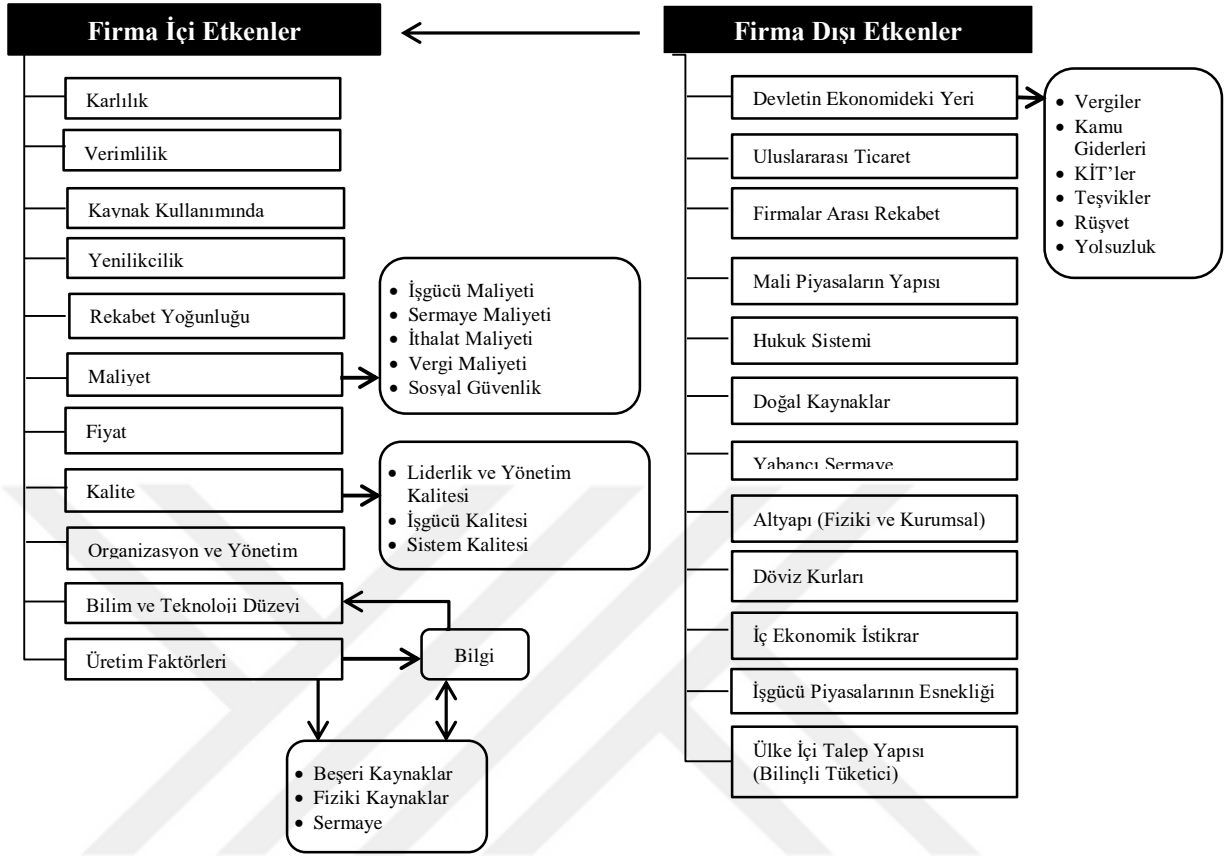 Firma İçi Etkenler
Karlılık
Verimlilik
Kaynak Kullanımında
Yenilikcilik
Rekabet Yoğunluğu
Maliyet
Fiyat
Kalite
Organizasyon ve Yönetim
Bilim ve Teknoloji Düzevi
Üretim Faktörleri
• İşgücü Maliyeti
• Sermaye Maliyeti
• İthalat Maliyeti
• Vergi Maliyeti
• Sosyal Güvenlik
• Liderlik ve Yönetim
Kalitesi
• İşgücü Kalitesi
• Sistem Kalitesi
Bilgi
• Beşeri Kaynaklar
• Fiziki Kaynaklar
• Sermaye
Firma Dışı Etkenler
Devletin Ekonomideki Yeri
Uluslararası Ticaret
Firmalar Arası Rekabet
Mali Piyasaların Yapısı
Hukuk Sistemi
Doğal Kaynaklar
Yabancı Sermaye
Altyapı (Fiziki ve Kurumsal)
Döviz Kurları
İç Ekonomik İstikrar
İşgücü Piyasalarının Esnekliği
Ülke İçi Talep Yapısı
(Bilinçli Tüketici)
• Vergiler
• Kamu
Giderleri
• KİT’ler
• Teşvikler
• Rüşvet
• Yolsuzluk